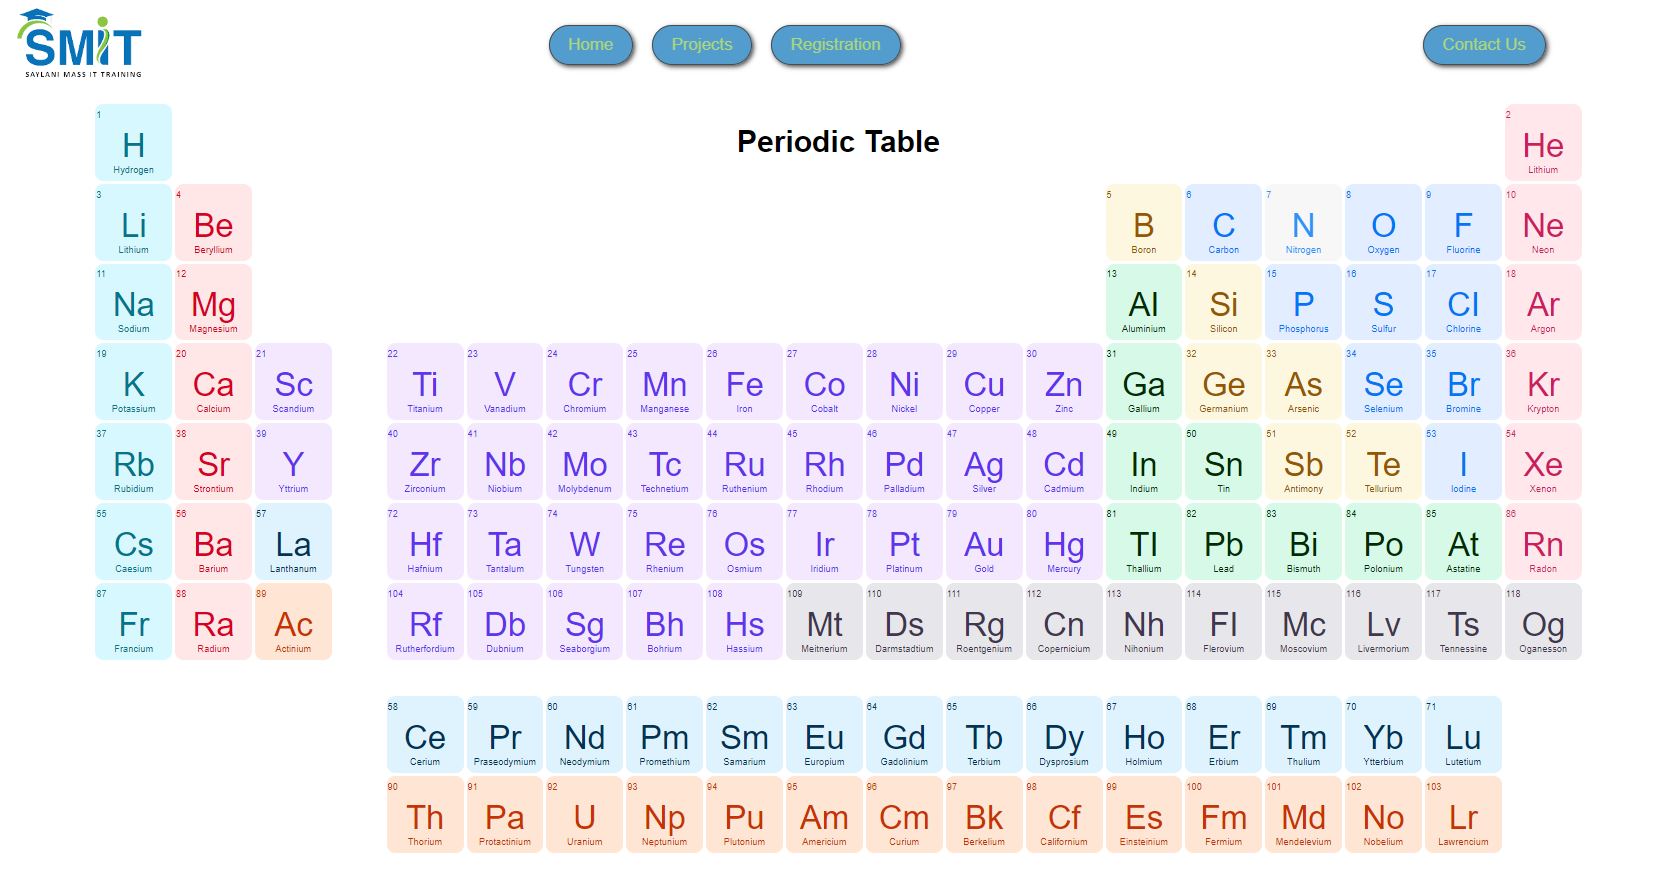 SMIT
SAYLANI MASS IT TRAINING
Home Projects Registration Contact Us
Periodic Table
1 2
H He
Hydrogen Lithium
3 4 5 6 7 8 9 10
Li Be B C N O F Ne
Lithium Beryllium Boron Carbon Nitrogen Oxygen Fluorine Neon
11 12 13 14 15 16 17 18
Na Mg Al Si P S Cl Ar
Sodium Magnesium Aluminium Silicon Phosphorus Sulfur Chlorine Argon
19 20 21 22 23 24 25 26 27 28 29 30 31 32 33 34 35 36
K Ca Sc Ti V Cr Mn Fe Co Ni Cu Zn Ga Ge As Se Br Kr
Potassium Calcium Scandium Titanium Vanadium Chromium Manganese Iron Cobalt Nickel Copper Zinc Gallium Germanium Arsenic Selenium Bromine Krypton
37 38 39 40 41 42 43 44 45 46 47 48 49 50 51 52 53 54
Rb Sr Y Zr Nb Mo Tc Ru Rh Pd Ag Cd In Sn Sb Te I Xe
Rubidium Strontium Yttrium Zirconium Niobium Molybdenum Technetium Ruthenium Rhodium Palladium Silver Cadmium Indium Tin Antimony Tellurium Iodine Xenon
55 56 57 72 73 74 75 76 77 78 79 80 81 82 83 84 85 86
Cs Ba La Hf Ta W Re Os Ir Pt Au Hg Tl Pb Bi Po At Rn
Caesium Barium Lanthanum Hafnium Tantalum Tungsten Rhenium Osmium Iridium Platinum Gold Mercury Thallium Lead Bismuth Polonium Astatine Radon
87 88 89 104 105 106 107 108 109 110 111 112 113 114 115 116 117 118
Fr Ra Ac Rf Db Sg Bh Hs Mt Ds Rg Cn Nh Fl Mc Lv Ts Og
Francium Radium Actinium Rutherfordium Dubnium Seaborgium Bohrium Hassium Meitnerium Darmstadtium Roentgenium Copernicium Nihonium Flerovium Moscovium Livermorium Tennessine Oganesson
58 59 60 61 62 63 64 65 66 67 68 69 70 71
Ce Pr Nd Pm Sm Eu Gd Tb Dy Ho Er Tm Yb Lu
Cerium Praseodymium Neodymium Promethium Samarium Europium Gadolinium Terbium Dysprosium Holmium Erbium Thulium Ytterbium Lutetium
90 91 92 93 94 95 96 97 98 99 100 101 102 103
Th Pa U Np Pu Am Cm Bk Cf Es Fm Md No Lr
Thorium Protactinium Uranium Neptunium Plutonium Americium Curium Berkelium Californium Einsteinium Fermium Mendelevium Nobelium Lawrencium